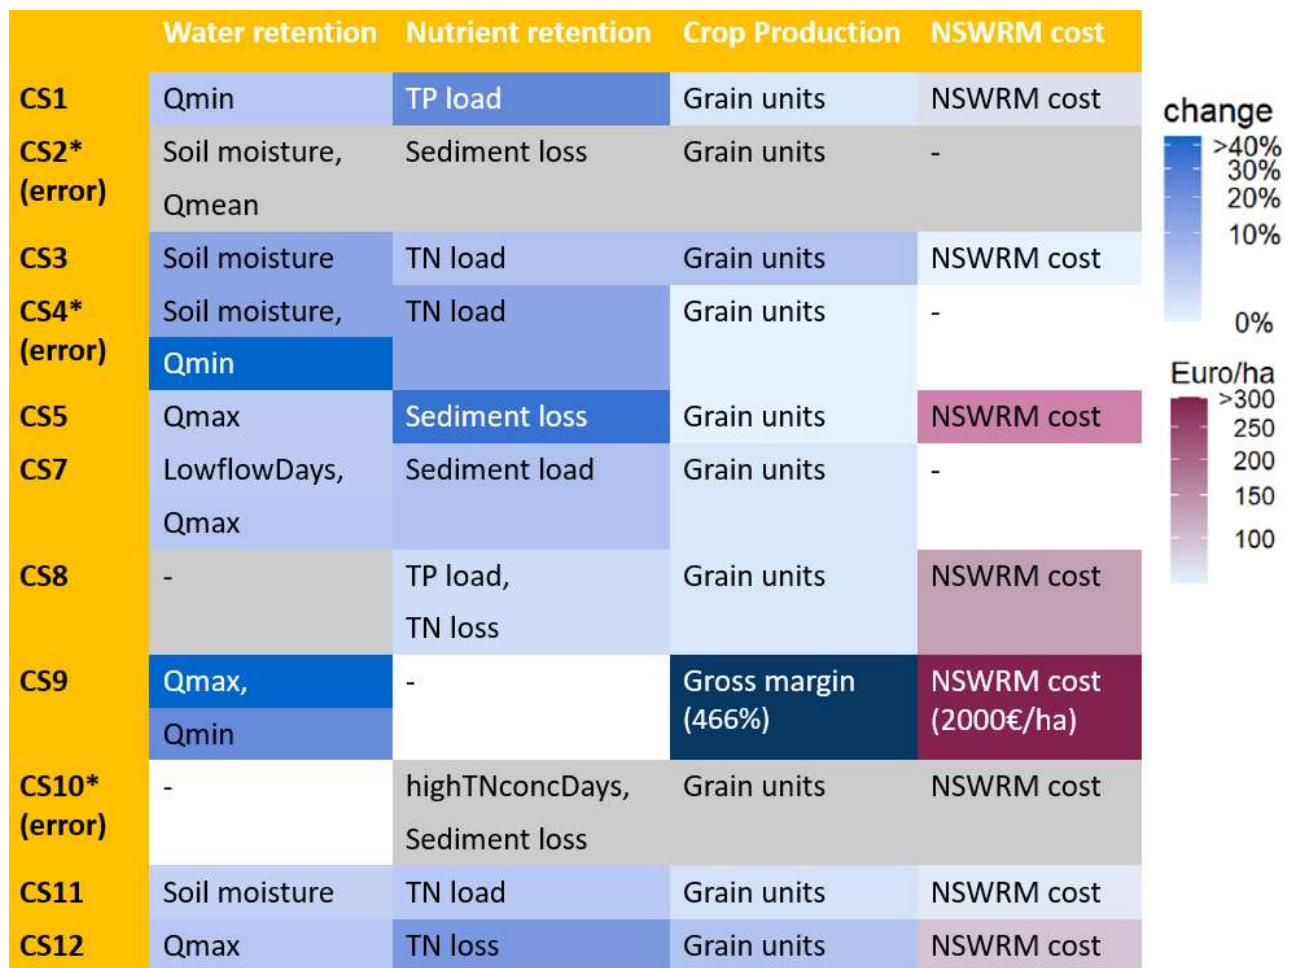 Water retention Nutrient retention Crop Production NSWRM cost
CS1 Qmin TP load Grain units NSWRM cost
CS2* Soil moisture, Sediment loss Grain units -
(error)
Qmean
CS3 Soil moisture TN load Grain units NSWRM cost
CS4* Soil moisture, TN load Grain units -
(error)
Qmin
CS5 Qmax Sediment loss Grain units NSWRM cost
CS7 LowflowDays, Sediment load Grain units -
Qmax
CS8 - TP load, Grain units NSWRM cost
TN loss
CS9 Qmax, - Gross margin NSWRM cost
(466%) (2000€/ha)
Qmin
CS10* - highTNconcDays, Grain units NSWRM cost
(error)
Sediment loss
CS11 Soil moisture TN load Grain units NSWRM cost
CS12 Qmax TN loss Grain units NSWRM cost
change
>40%
30%
20%
10%
0%
Euro/ha
>300
250
200
150
100